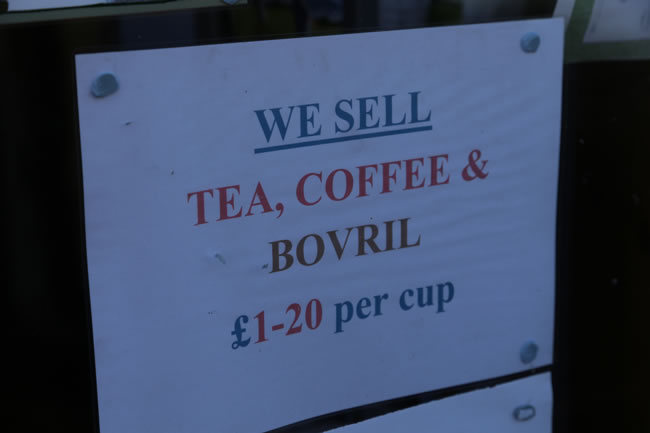 WE SELL
TEA, COFFEE &
BOVRIL
£1-20 per cup